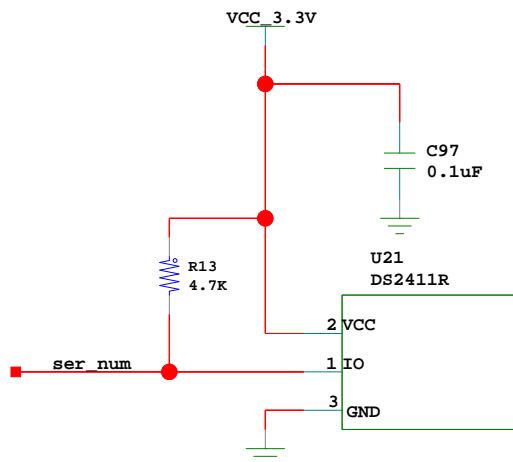 VCC_3.3V
C97
0.1uF
U21
DS2411R
R13
4.7K
2 VCC
ser_num
1 IO
3 GND